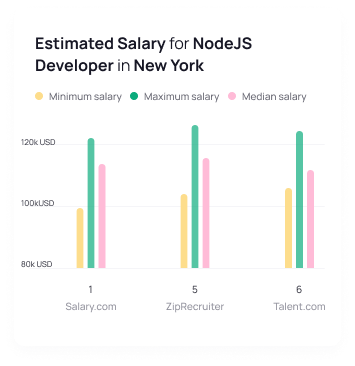 Estimated Salary for NodeJS
Developer in New York
Minimum salary Maximum salary Median salary
120k USD
100kUSD
80k USD
1 5 6
Salary.com ZipRecruiter Talent.com